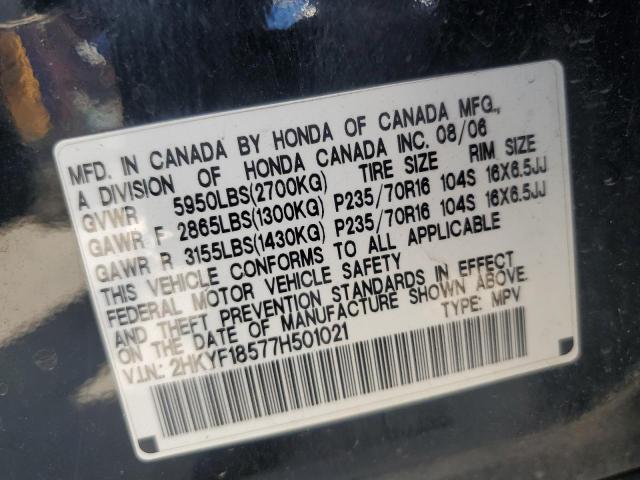 MFD. IN CANADA BY HONDA OF CANADA MFG.,
A DIVISION OF HONDA CANADA INC. 08/06
GVWR 5950LBS(2700KG) TIRE SIZE RIM SIZE
GAWR F 2865LBS(1300KG) P235/70R16 104S 16X6.5JJ
GAWR R 3155LBS(1430KG) P235/70R16 104S 16X6.5JJ
THIS VEHICLE CONFORMS TO ALL APPLICABLE
FEDERAL MOTOR VEHICLE SAFETY
AND THEFT PREVENTION STANDARDS IN EFFECT
ON THE DATE OF MANUFACTURE SHOWN ABOVE.
V.I.N.: 2HKYF18577H501021 TYPE: MPV